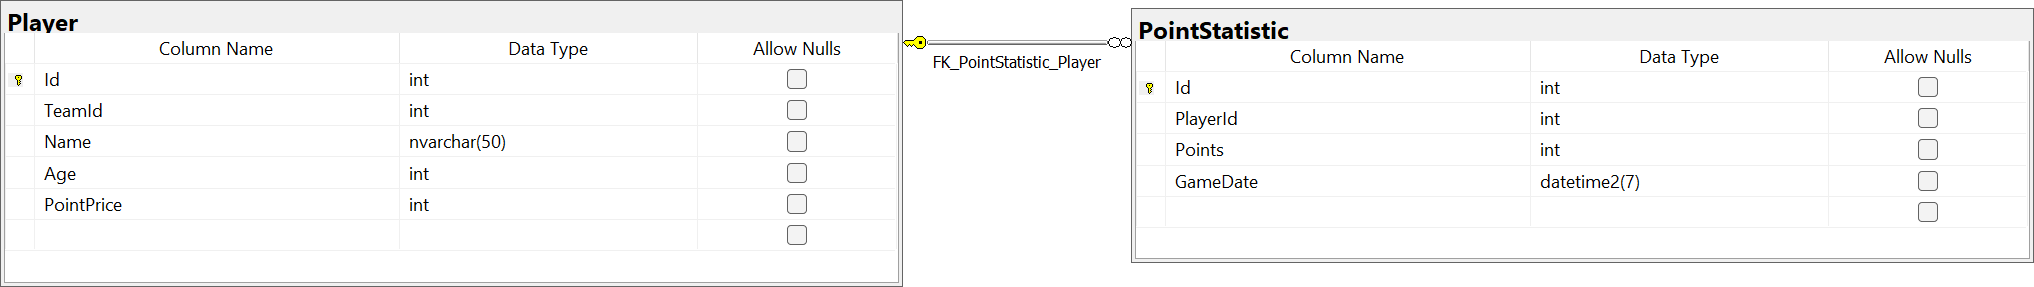 Player
Column Name Data Type Allow Nulls
Id int
TeamId int
Name nvarchar(50)
Age int
PointPrice int
FK_PointStatistic_Player
PointStatistic
Column Name Data Type Allow Nulls
Id int
PlayerId int
Points int
GameDate datetime2(7)